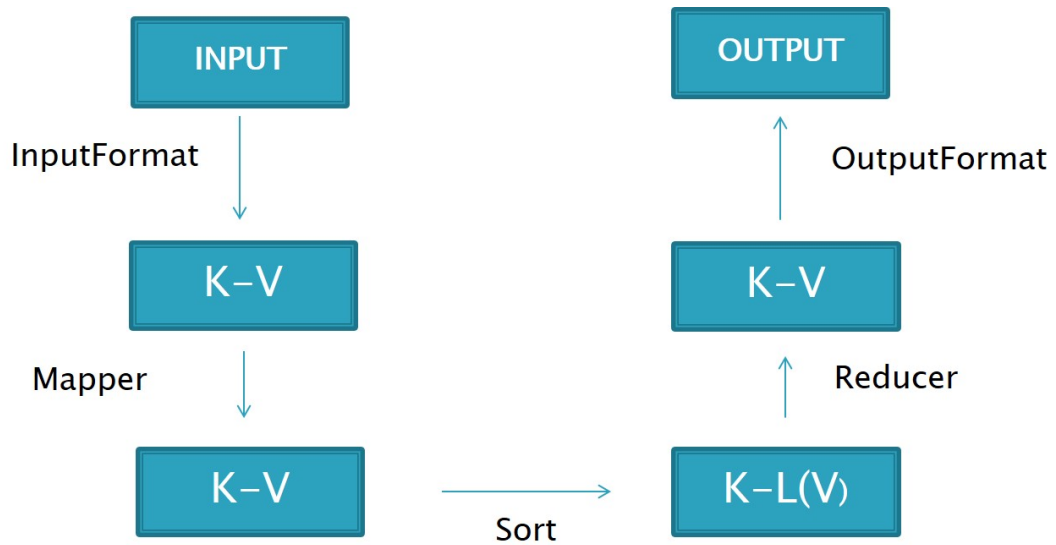 INPUT
InputFormat
K-V
Mapper
K-V
Sort
K-L(V)
Reducer
K-V
OutputFormat
OUTPUT